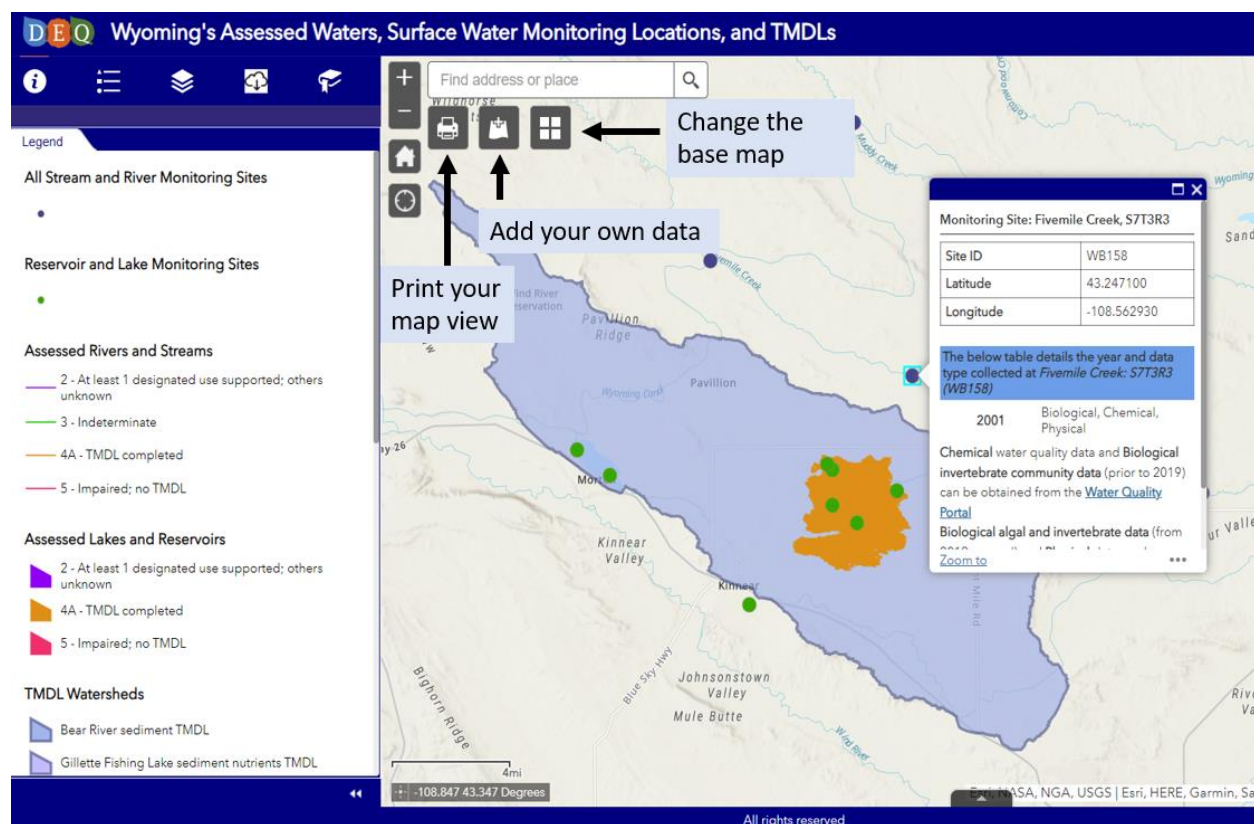 DEQ Wyoming's Assessed Waters, Surface Water Monitoring Locations, and TMDLs
Legend
All Stream and River Monitoring Sites
Reservoir and Lake Monitoring Sites
Assessed Rivers and Streams
2 - At least 1 designated use supported; others
unknown
3 - Indeterminate
4A - TMDL completed
5 - Impaired; no TMDL
Assessed Lakes and Reservoirs
2 - At least 1 designated use supported; others
unknown
4A - TMDL completed
5 - Impaired; no TMDL
TMDL Watersheds
Bear River sediment TMDL
Gillette Fishing Lake sediment nutrients TMDL
+
Find address or place
−
Change the
base map
Add your own data
Print your
map view
Muddy Creek
Wyoming
Pavillion
Ridge
Pavillion
Wyoming Canal
Kinnear
Valley
Kinnear
Blue Sky Hwy
Johnsonstown
Valley
Mule Butte
Bighorn
Ridge
Wind River
Mile Rd
Monitoring Site: Fivemile Creek, S7T3R3
Site ID WB158
Latitude 43.247100
Longitude -108.562930
The below table details the year and data
type collected at Fivemile Creek: S7T3R3
(WB158)
2001 Biological, Chemical,
Physical
Chemical water quality data and Biological
invertebrate community data (prior to 2019)
can be obtained from the Water Quality
Portal
Biological algal and invertebrate data (from
Zoom to
4mi
-108.847 43.347 Degrees
Esri, NASA, NGA, USGS | Esri, HERE, Garmin, Sa
All rights reserved